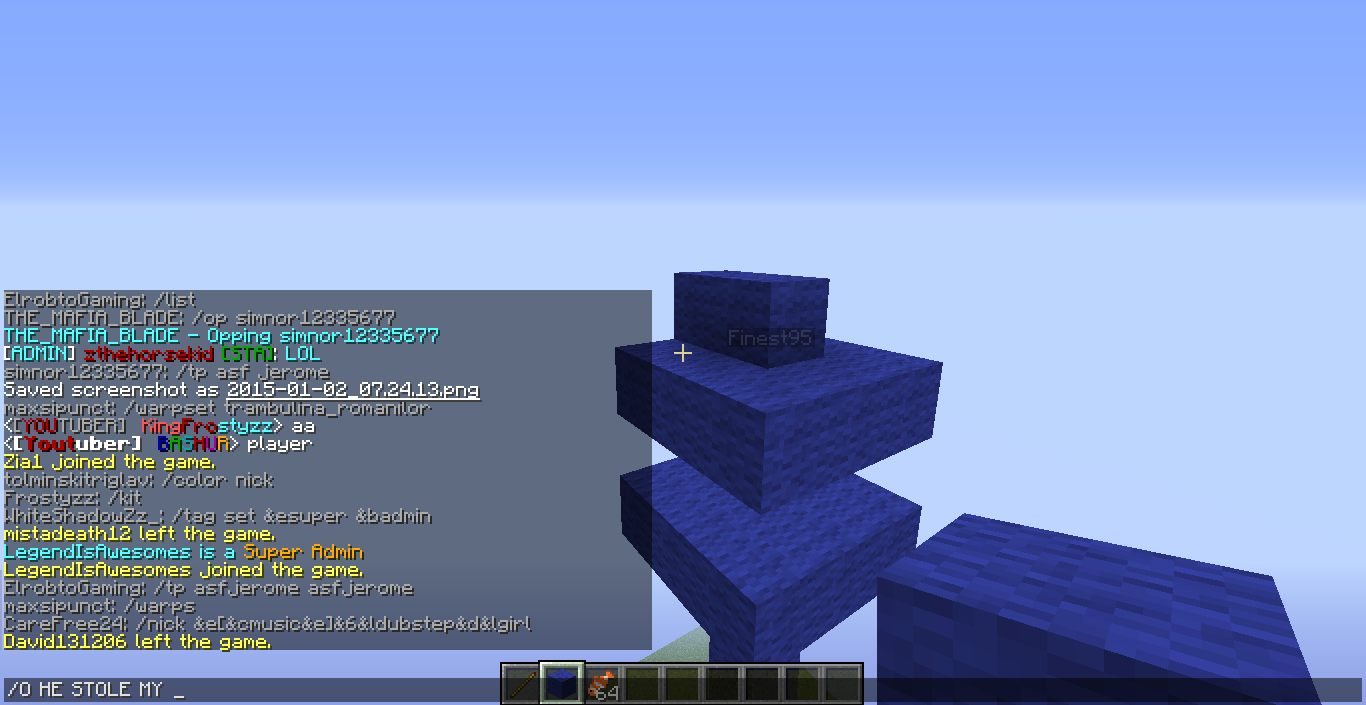 ElrobtoGaming: /list
THE_MAFIA_BLADE: /op simnor12335677
THE_MAFIA_BLADE - Opping simnor12335677
[ADMIN] zthehorsekid [STA]: LOL
simnor12335677: /tp asf jerome
Saved screenshot as 2015-01-02_07.24.13.png
maxsipunct: /warpset trambulina_romanilor
<[YOUTUBER] KingFrostyzz> aa
<[Youtuber] BASHUR> player
Zia1 joined the game.
tolminskitriglav: /color nick
Frostyzz: /kit
WhiteShadowZz_: /tag set &esuper &badmin
mistadeath12 left the game.
LegendIsAwesomes is a Super Admin
LegendIsAwesomes joined the game.
ElrobtoGaming: /tp asfjerome asfjerome
maxsipunct: /warps
CareFree24: /nick &e[&cmusic&e]&6&ldubstep&d&lgirl
David131206 left the game.
/O HE STOLE MY _
Finest95
64